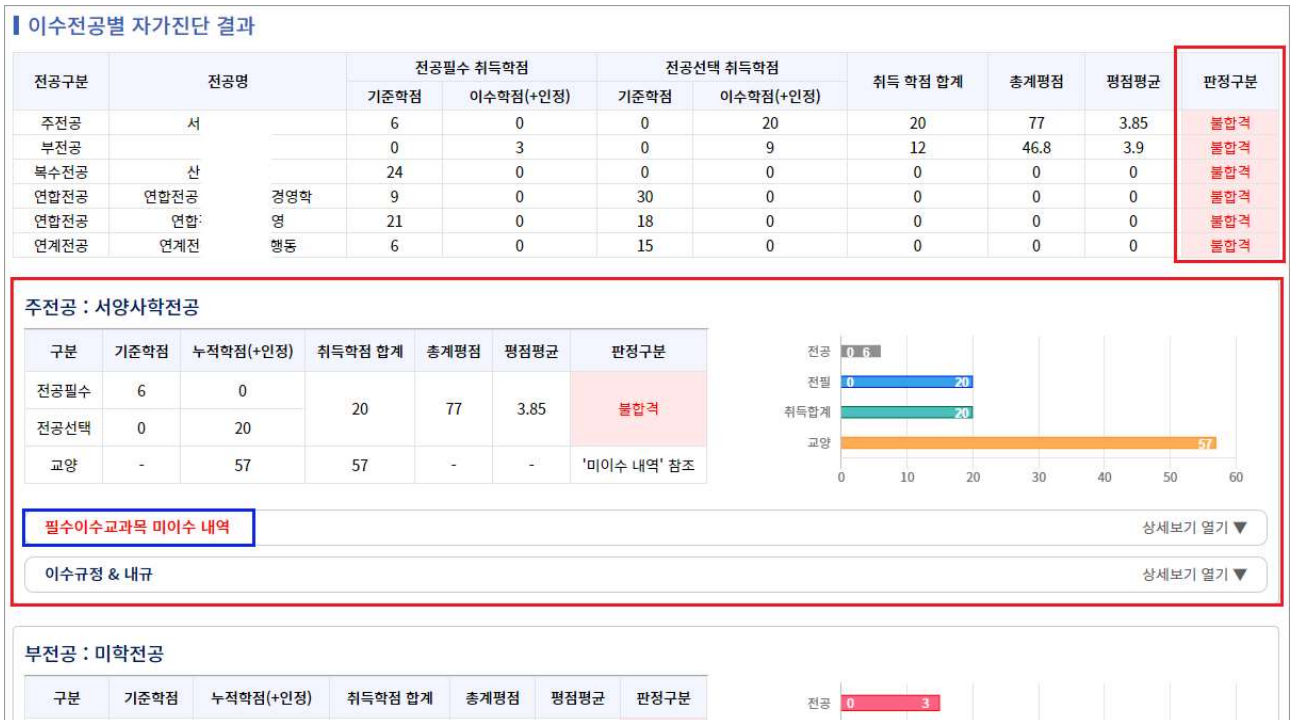 이수전공별 자가진단 결과
전공구분 전공명 전공필수 취득학점 전공선택 취득학점 취득 학점 합계 총계평점 평점평균 판정구분
기준학점 이수학점(+인정) 기준학점 이수학점(+인정)
주전공 서 6 0 0 20 20 77 3.85 불합격
부전공 0 3 0 9 12 46.8 3.9 불합격
복수전공 산 24 0 0 0 0 0 0 불합격
연합전공 연합전공 경영학 9 0 30 0 0 0 0 불합격
연합전공 연합 영 21 0 18 0 0 0 0 불합격
연계전공 연계전 행동 6 0 15 0 0 0 0 불합격
주전공 : 서양사학전공
구분 기준학점 누적학점(+인정) 취득학점 합계 총계평점 평점평균 판정구분
전공필수 6 0 20 77 3.85 불합격
전공선택 0 20
교양 - 57 57 - - '미이수 내역' 참조
전공 0 6
전필 0 20
취득합계 20
교양 57
0 10 20 30 40 50 60
필수이수교과목 미이수 내역 상세보기 열기 ▼
이수규정 & 내규 상세보기 열기 ▼
부전공 : 미학전공
구분 기준학점 누적학점(+인정) 취득학점 합계 총계평점 평점평균 판정구분
전공 0 3